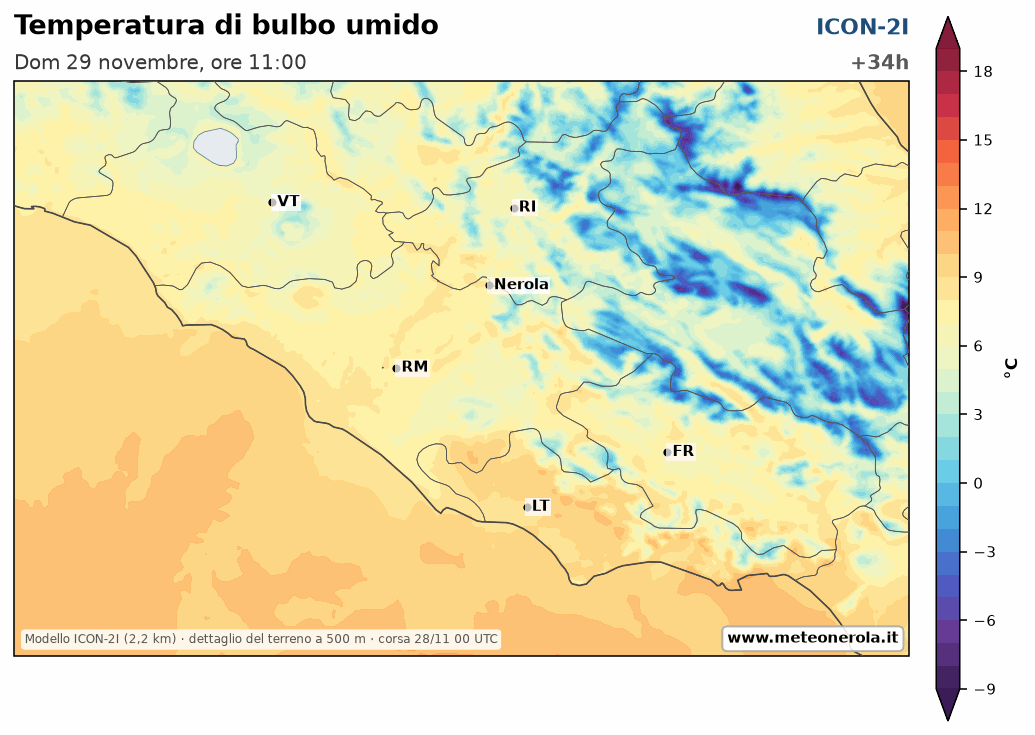 Temperatura di bulbo umido
ICON-2I
Dom 29 novembre, ore 11:00
+34h
VT
RI
Nerola
RM
FR
LT
Modello ICON-2I (2,2 km) · dettaglio del terreno a 500 m · corsa 28/11 00 UTC
www.meteonerola.it
18
15
12
9
6
3
0
−3
−6
−9
°C